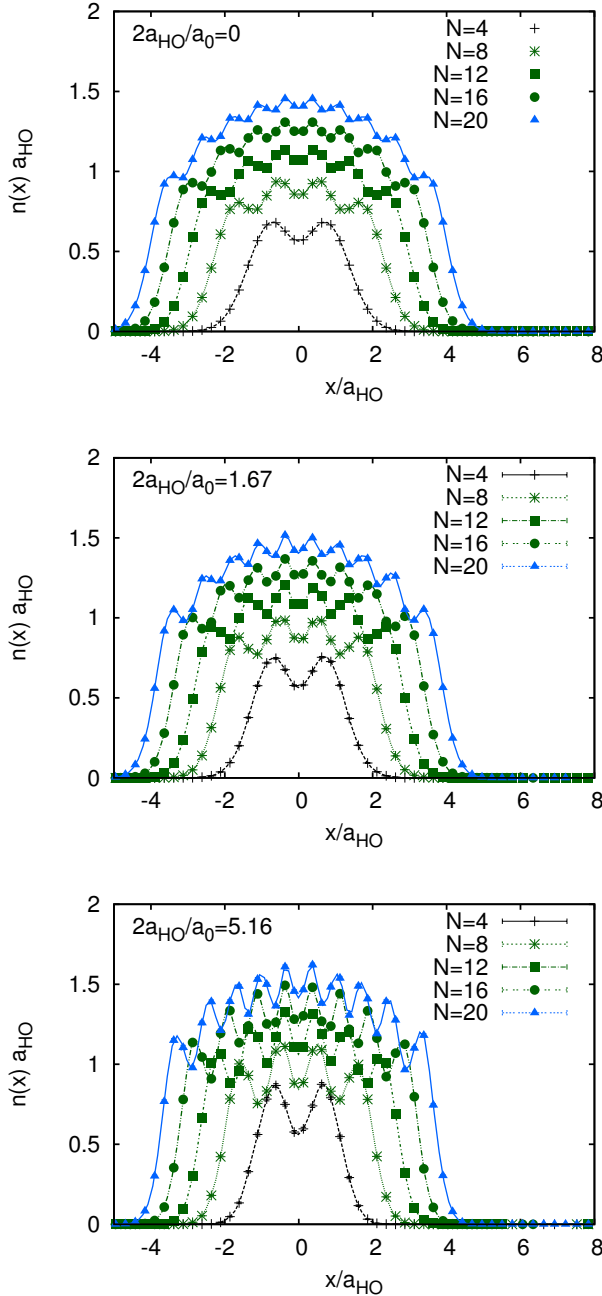 2
1.5
1
0.5
0
n(x) a_HO
2a_HO/a_0=0
N=4
N=8
N=12
N=16
N=20
-4 -2 0 2 4 6 8
x/a_HO
2
1.5
1
0.5
0
n(x) a_HO
2a_HO/a_0=1.67
N=4
N=8
N=12
N=16
N=20
-4 -2 0 2 4 6 8
x/a_HO
2
1.5
1
0.5
0
n(x) a_HO
2a_HO/a_0=5.16
N=4
N=8
N=12
N=16
N=20
-4 -2 0 2 4 6 8
x/a_HO